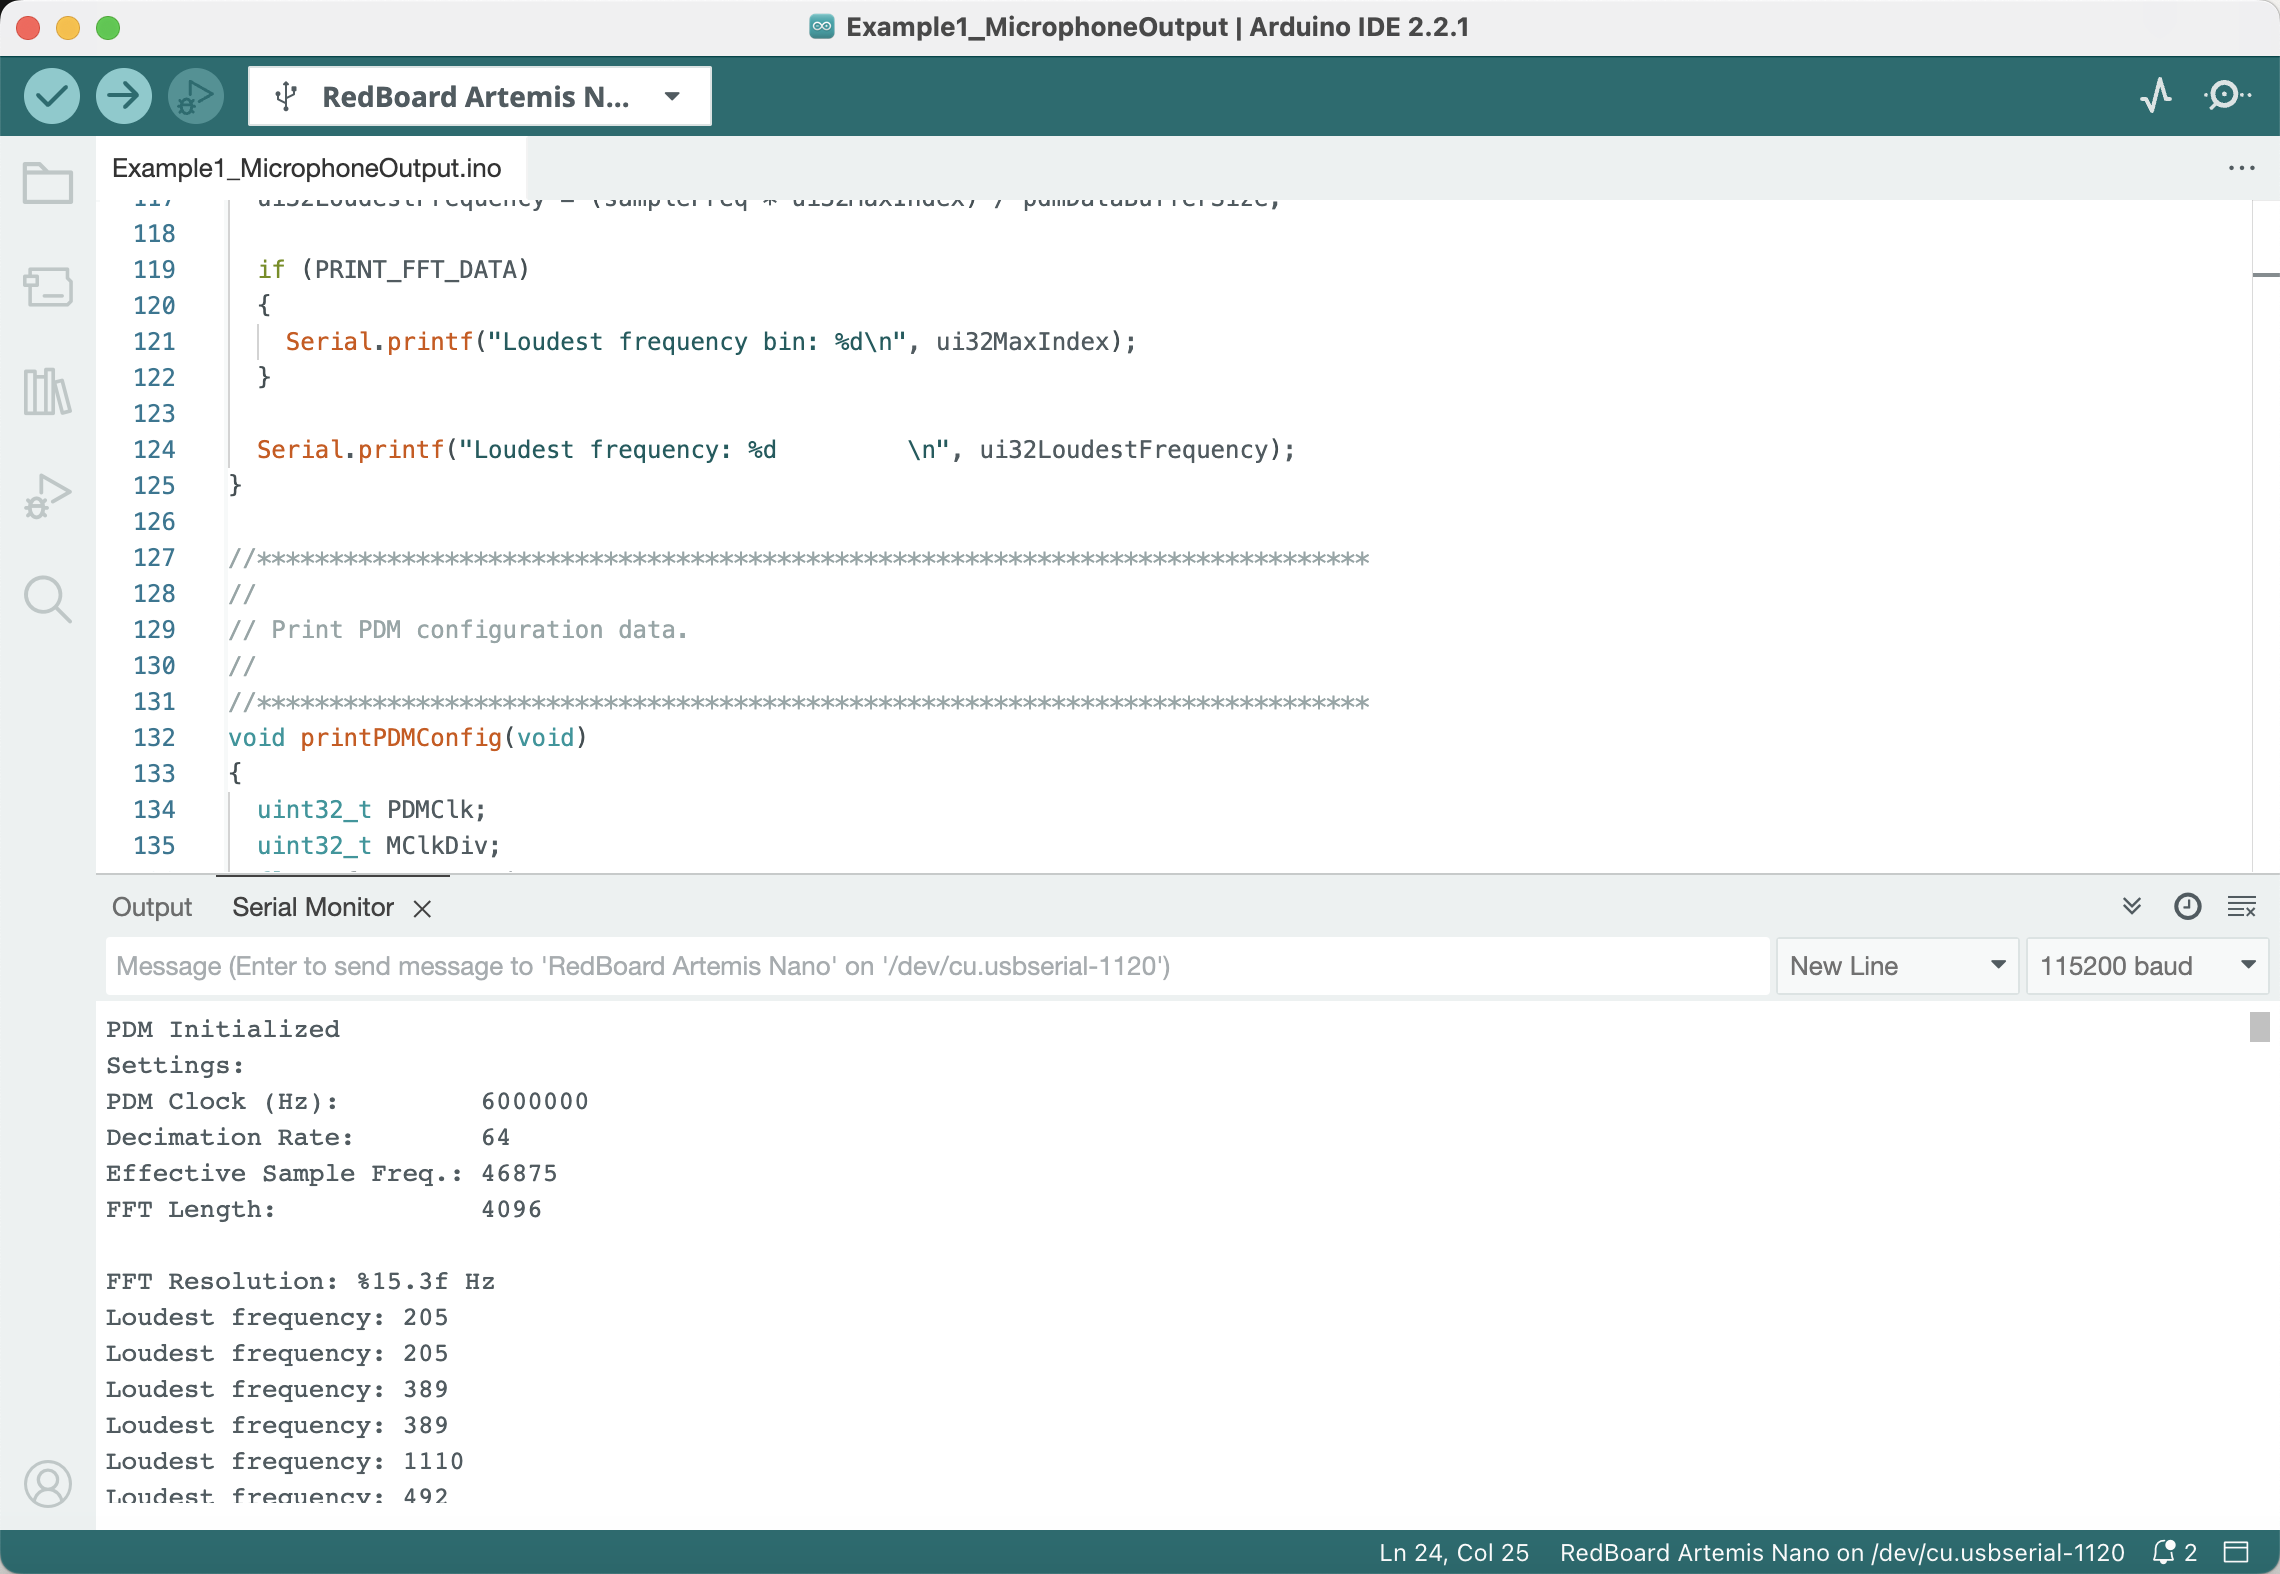 Example1_MicrophoneOutput | Arduino IDE 2.2.1
RedBoard Artemis N...
Example1_MicrophoneOutput.ino
117 ui32LoudestFrequency = (sampleFreq * ui32MaxIndex) / pdmDataBufferSize;
118
119 if (PRINT_FFT_DATA)
120 {
121 Serial.printf("Loudest frequency bin: %d\n", ui32MaxIndex);
122 }
123
124 Serial.printf("Loudest frequency: %d         \n", ui32LoudestFrequency);
125 }
126
127 //*****************************************************************************
128 //
129 // Print PDM configuration data.
130 //
131 //*****************************************************************************
132 void printPDMConfig(void)
133 {
134 uint32_t PDMClk;
135 uint32_t MClkDiv;
Output Serial Monitor
Message (Enter to send message to 'RedBoard Artemis Nano' on '/dev/cu.usbserial-1120')
New Line
115200 baud
PDM Initialized
Settings:
PDM Clock (Hz):         6000000
Decimation Rate:        64
Effective Sample Freq.: 46875
FFT Length:             4096

FFT Resolution: %15.3f Hz
Loudest frequency: 205
Loudest frequency: 205
Loudest frequency: 389
Loudest frequency: 389
Loudest frequency: 1110
Loudest frequency: 492
Ln 24, Col 25 RedBoard Artemis Nano on /dev/cu.usbserial-1120 2